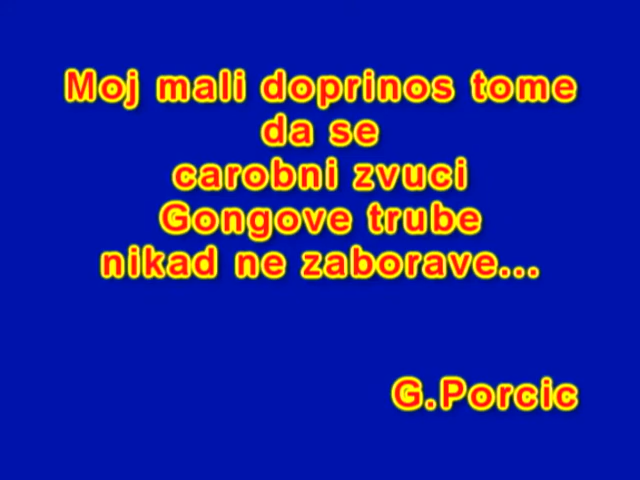 Moj mali doprinos tome
da se
carobni zvuci
Gongove trube
nikad ne zaborave...
G.Porcic